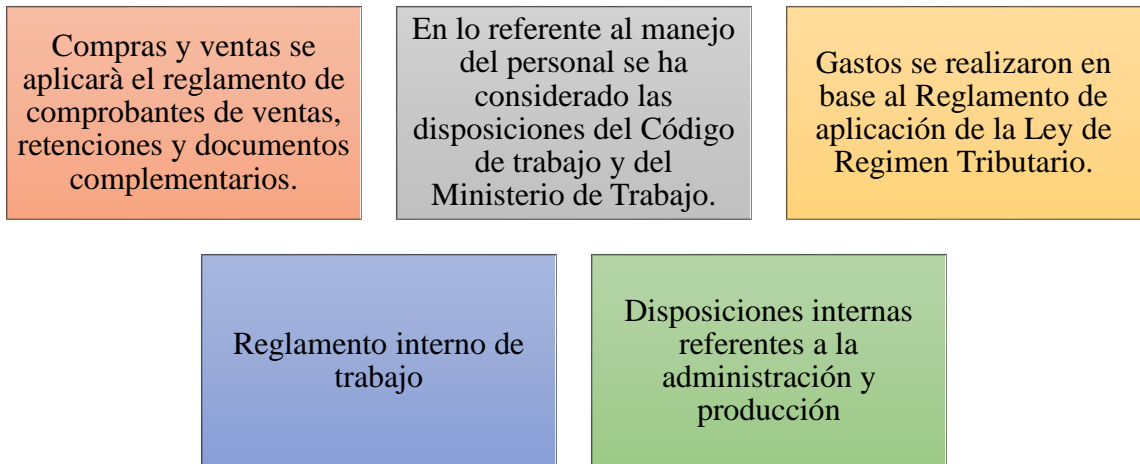 Compras y ventas se
aplicarà el reglamento de
comprobantes de ventas,
retenciones y documentos
complementarios.
En lo referente al manejo
del personal se ha
considerado las
disposiciones del Código
de trabajo y del
Ministerio de Trabajo.
Gastos se realizaron en
base al Reglamento de
aplicación de la Ley de
Regimen Tributario.
Reglamento interno de
trabajo
Disposiciones internas
referentes a la
administración y
producción